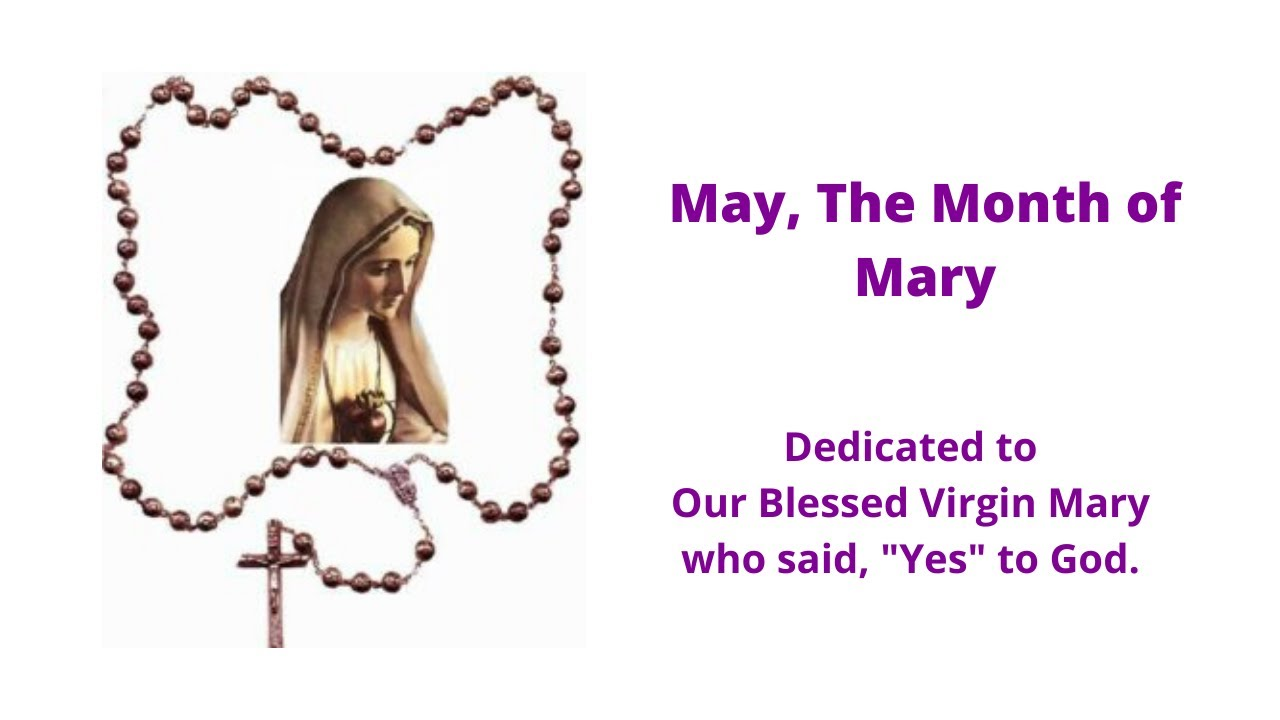 May, The Month of
Mary
Dedicated to
Our Blessed Virgin Mary
who said, "Yes" to God.